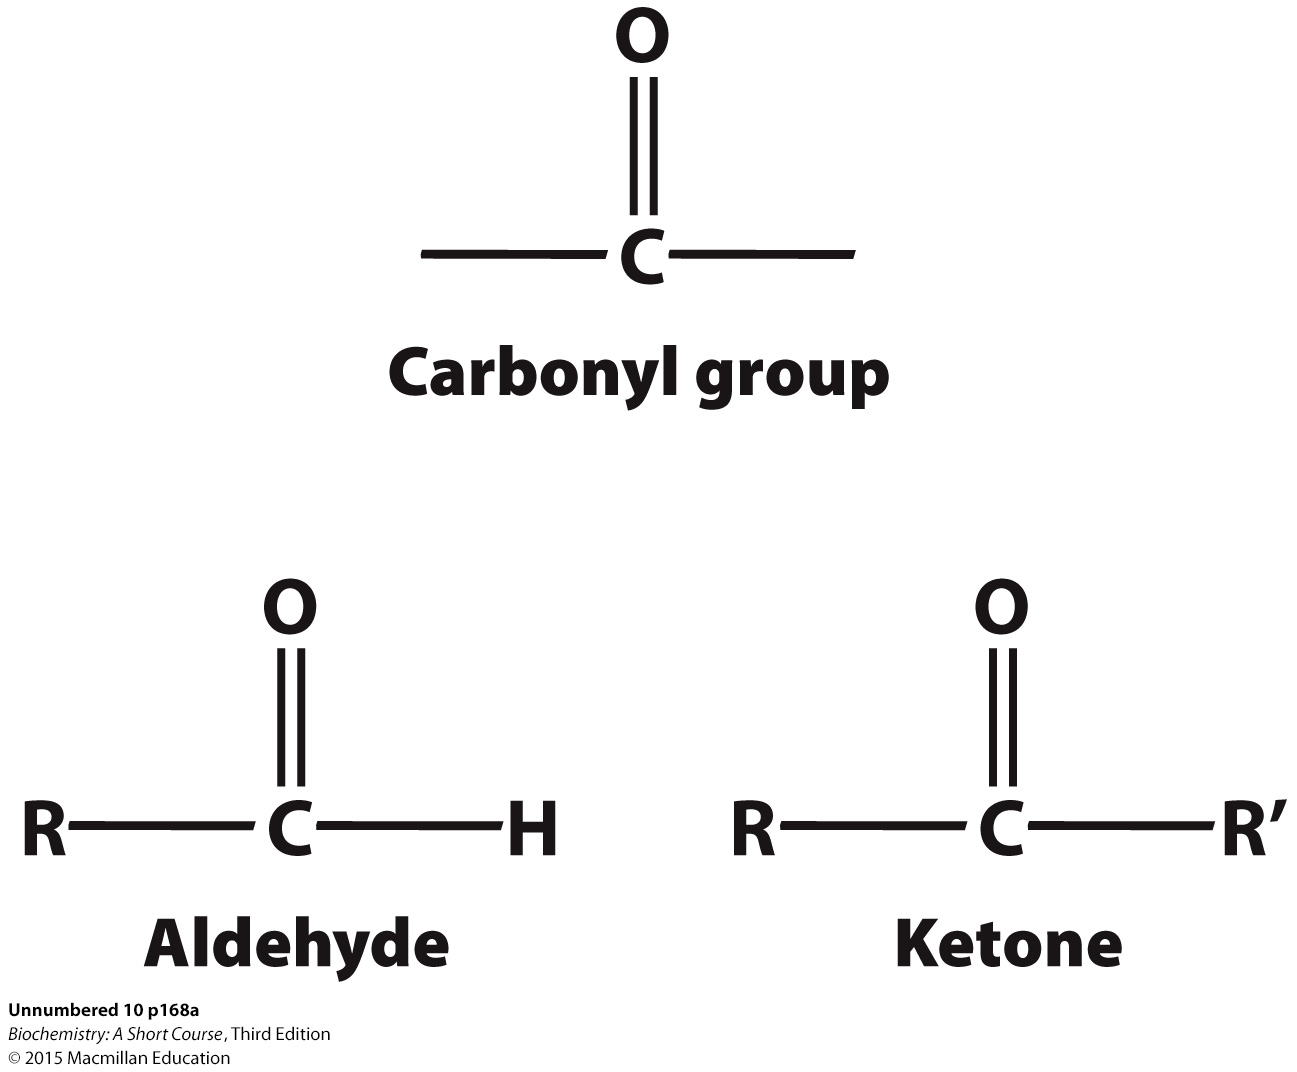 O
C
Carbonyl group
O
O
R C H
R C R′
Aldehyde
Ketone
Unnumbered 10 p168a
Biochemistry: A Short Course, Third Edition
© 2015 Macmillan Education